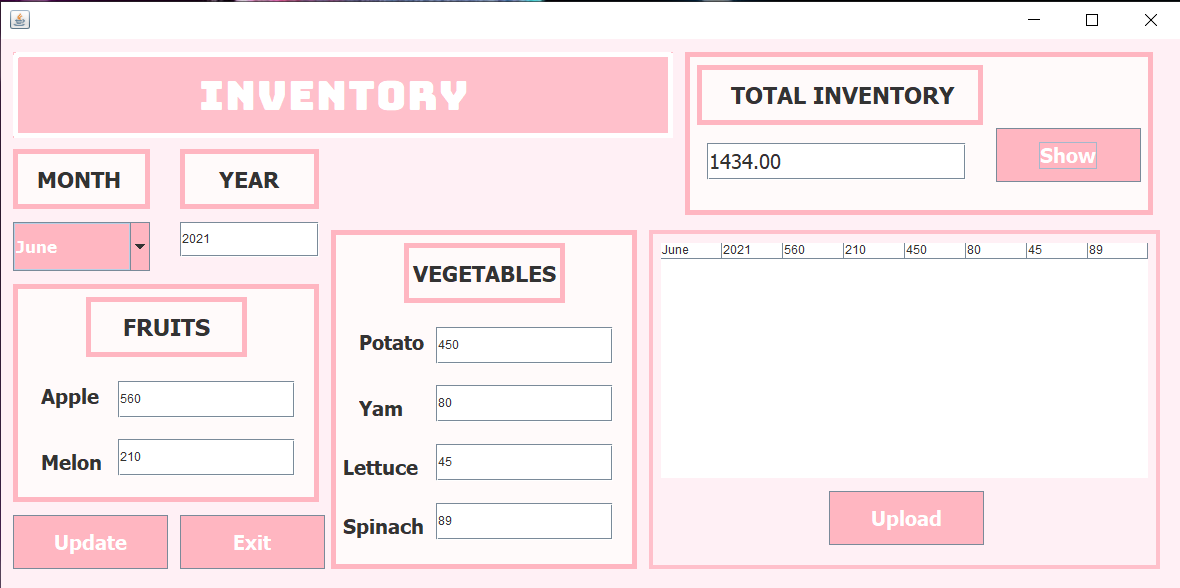 INVENTORY
TOTAL INVENTORY
1434.00
Show
MONTH
YEAR
June
2021
FRUITS
Apple 560
Melon 210
Update
Exit
VEGETABLES
Potato 450
Yam 80
Lettuce 45
Spinach 89
June 2021 560 210 450 80 45 89
Upload